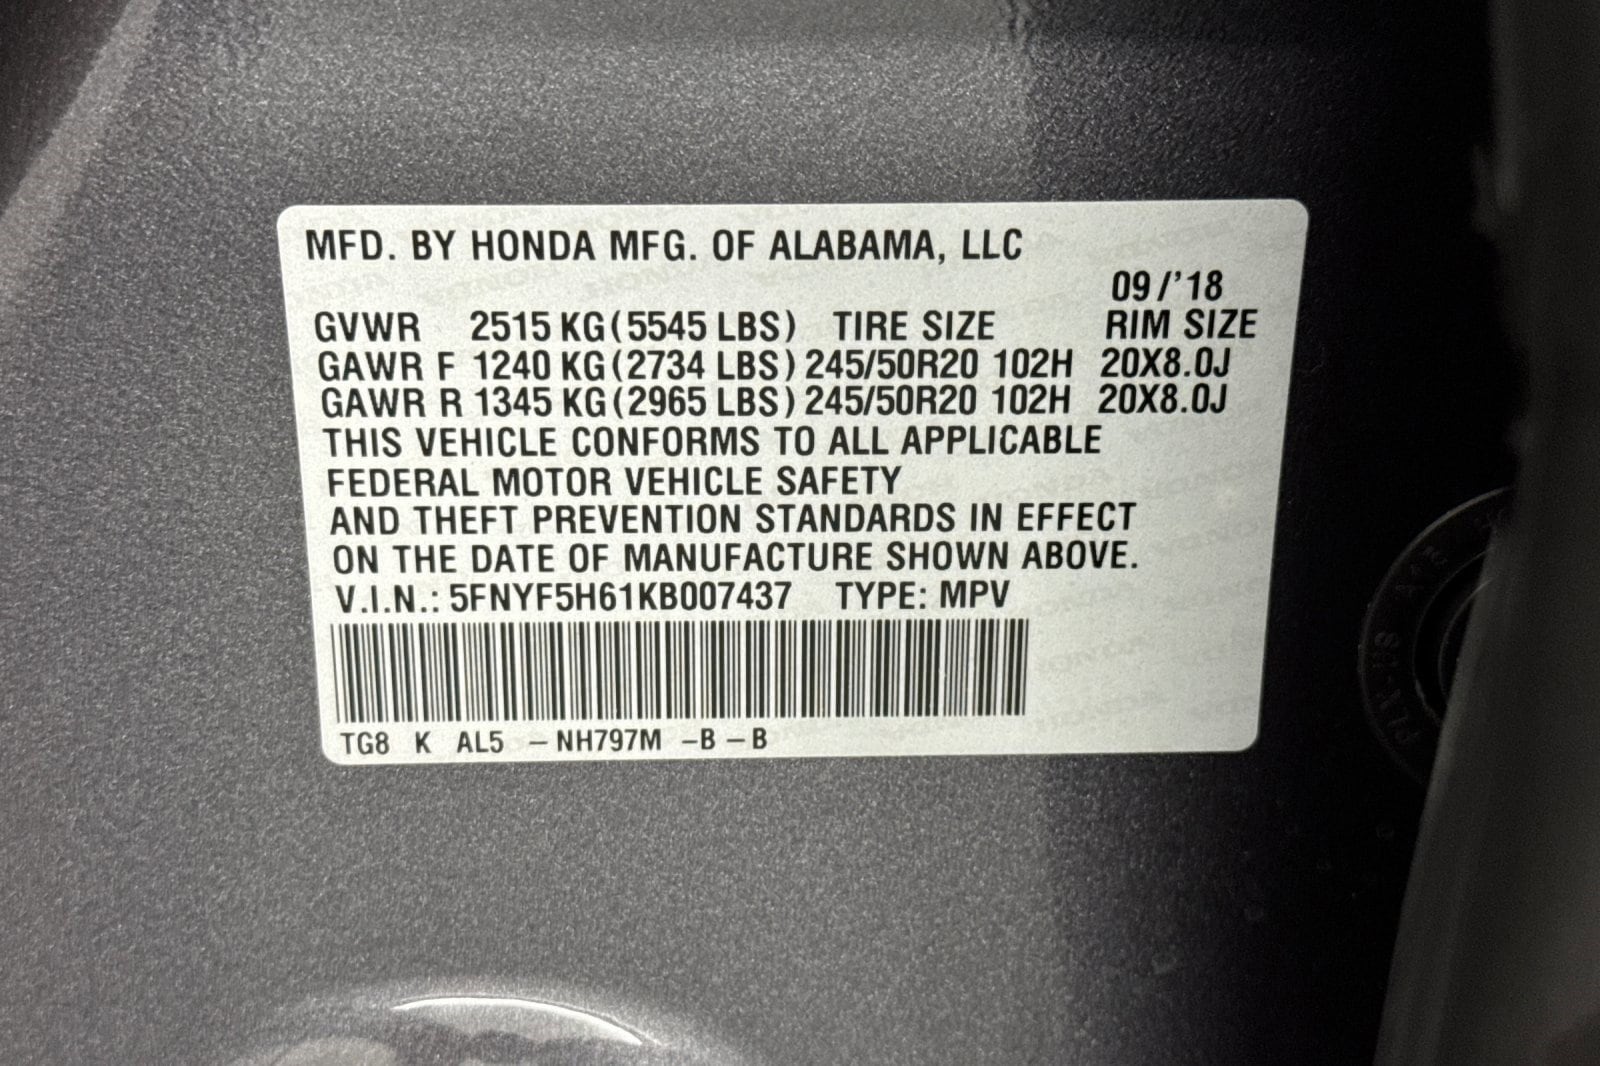 MFD. BY HONDA MFG. OF ALABAMA, LLC
09/'18
GVWR 2515 KG (5545 LBS) TIRE SIZE RIM SIZE
GAWR F 1240 KG (2734 LBS) 245/50R20 102H 20X8.0J
GAWR R 1345 KG (2965 LBS) 245/50R20 102H 20X8.0J
THIS VEHICLE CONFORMS TO ALL APPLICABLE
FEDERAL MOTOR VEHICLE SAFETY
AND THEFT PREVENTION STANDARDS IN EFFECT
ON THE DATE OF MANUFACTURE SHOWN ABOVE.
V.I.N.: 5FNYF5H61KB007437 TYPE: MPV
TG8 K AL5 – NH797M – B – B